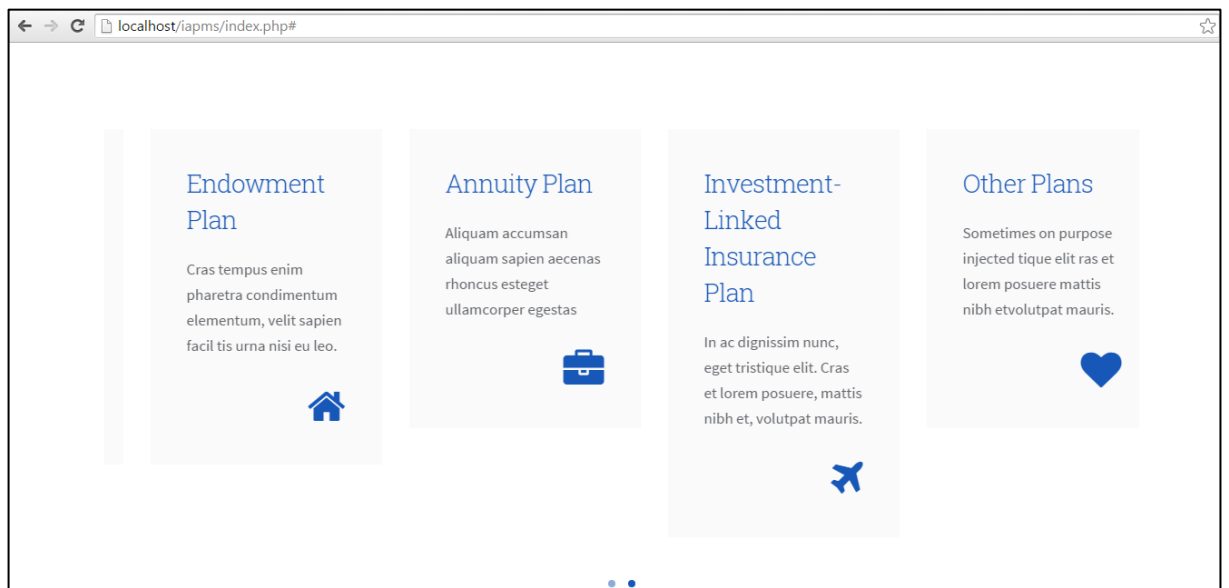 localhost/iapms/index.php#
Endowment
Plan
Cras tempus enim
pharetra condimentum
elementum, velit sapien
facil tis urna nisi eu leo.
Annuity Plan
Aliquam accumsan
aliquam sapien aecenas
rhoncus esteget
ullamcorper egestas
Investment-
Linked
Insurance
Plan
In ac dignissim nunc,
eget tristique elit. Cras
et lorem posuere, mattis
nibh et, volutpat mauris.
Other Plans
Sometimes on purpose
injected tique elit ras et
lorem posuere mattis
nibh etvolutpat mauris.